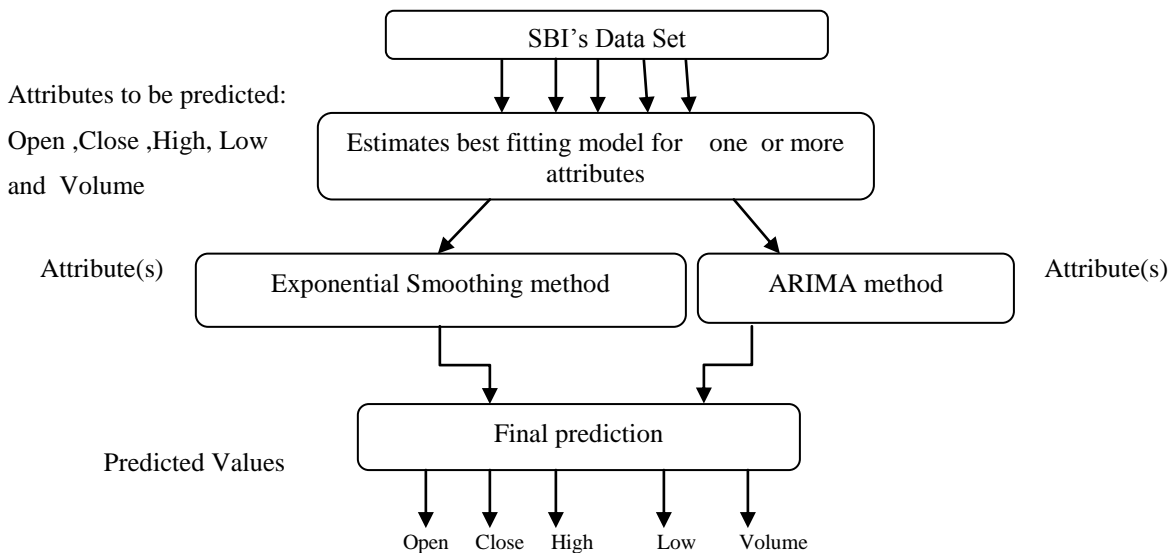 SBI’s Data Set
Attributes to be predicted:
Open ,Close ,High, Low
and Volume
Estimates best fitting model for one or more
attributes
Attribute(s)
Exponential Smoothing method
ARIMA method
Attribute(s)
Final prediction
Predicted Values
Open Close High Low Volume